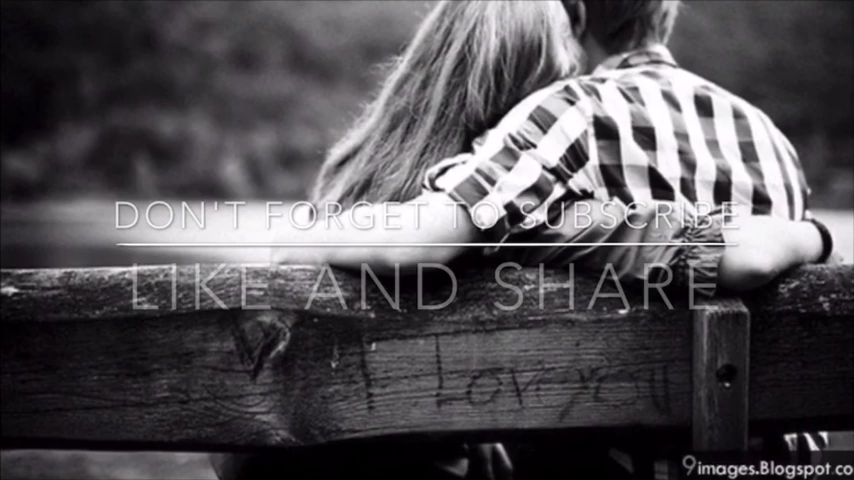 DON'T FORGET TO SUBSCRIBE
LIKE AND SHARE
I Love you
9images.Blogspot.co